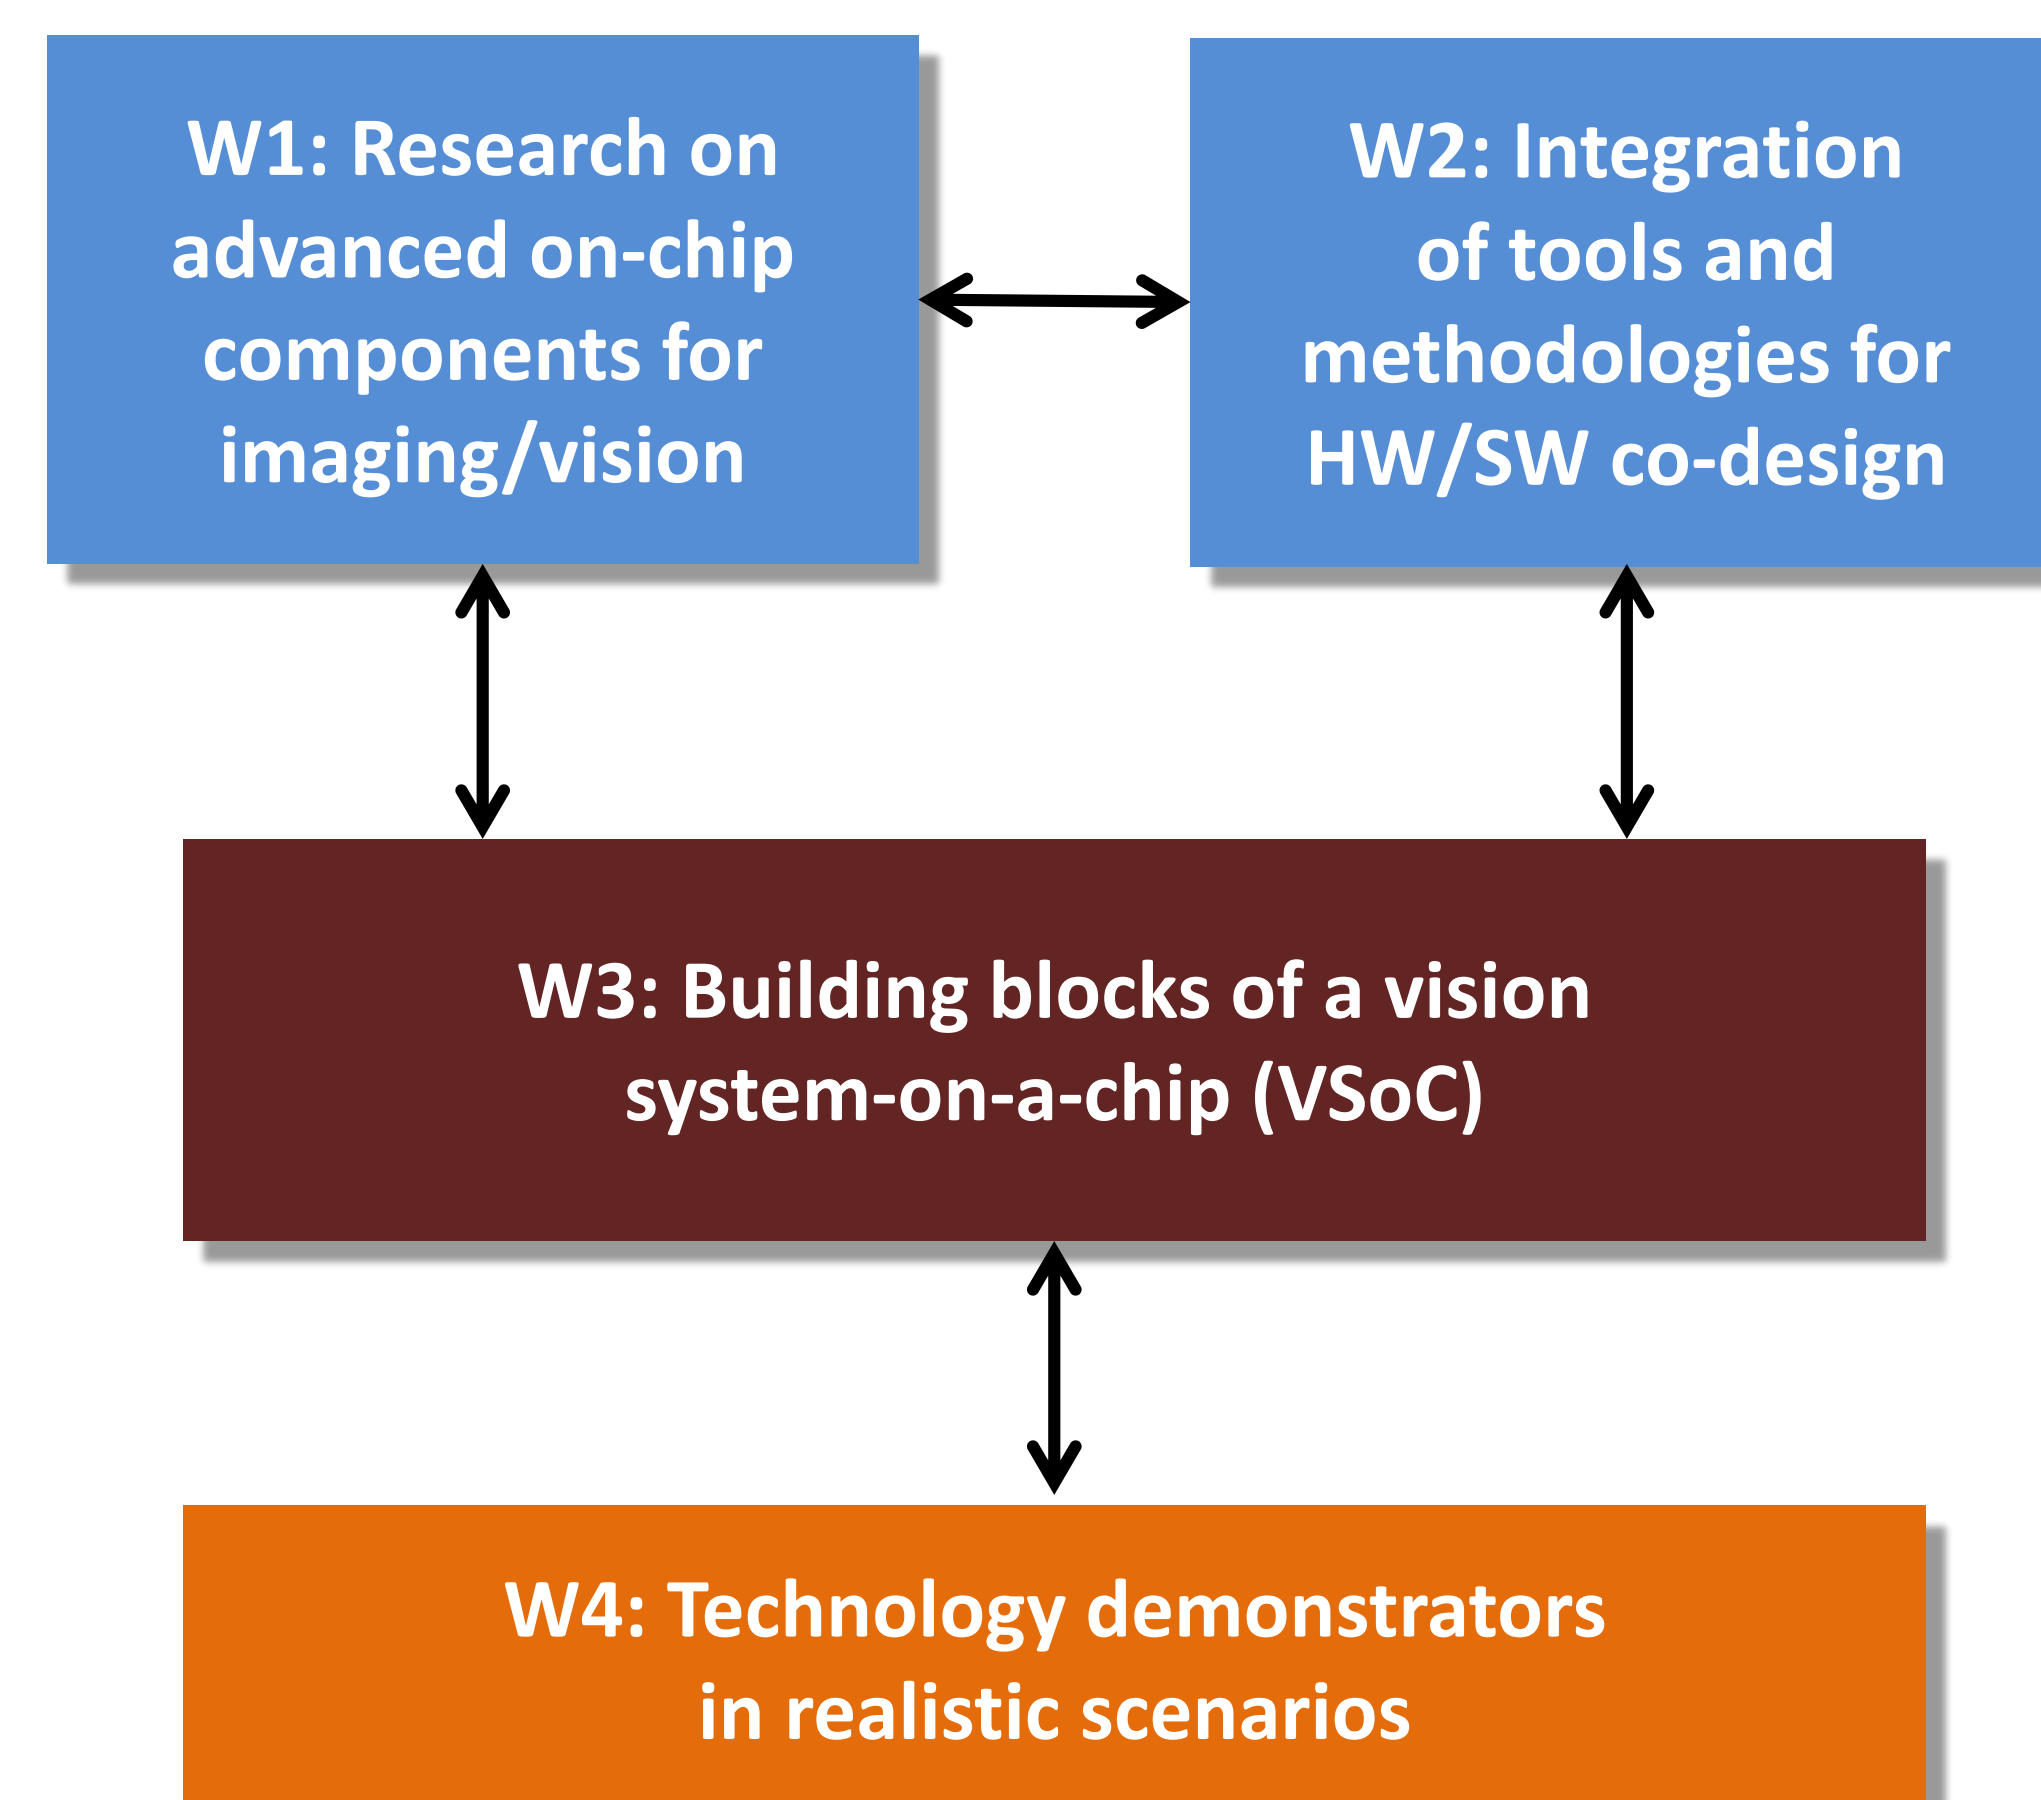 W1: Research on
advanced on-chip
components for
imaging/vision
W2: Integration
of tools and
methodologies for
HW/SW co-design
W3: Building blocks of a vision
system-on-a-chip (VSoC)
W4: Technology demonstrators
in realistic scenarios